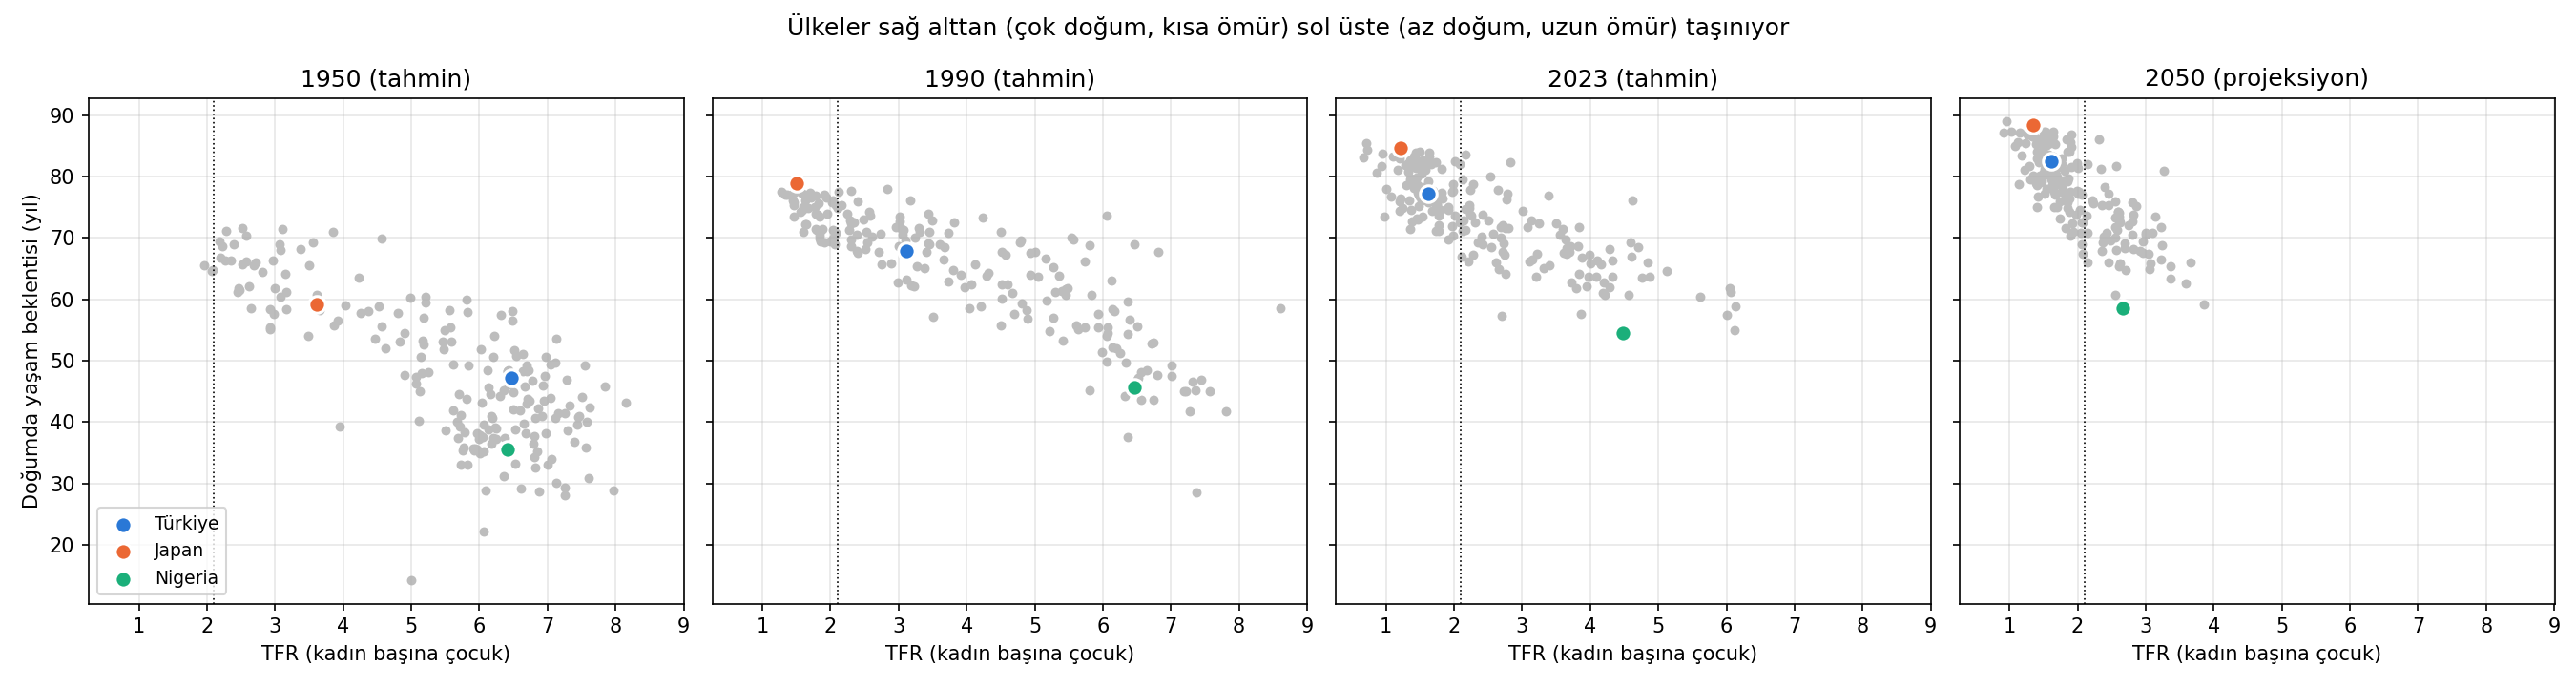 Ülkeler sağ alttan (çok doğum, kısa ömür) sol üste (az doğum, uzun ömür) taşınıyor
1950 (tahmin)
1990 (tahmin)
2023 (tahmin)
2050 (projeksiyon)
Doğumda yaşam beklentisi (yıl)
90
80
70
60
50
40
30
20
Türkiye
Japan
Nigeria
1 2 3 4 5 6 7 8 9
1 2 3 4 5 6 7 8 9
1 2 3 4 5 6 7 8 9
1 2 3 4 5 6 7 8 9
TFR (kadın başına çocuk)
TFR (kadın başına çocuk)
TFR (kadın başına çocuk)
TFR (kadın başına çocuk)